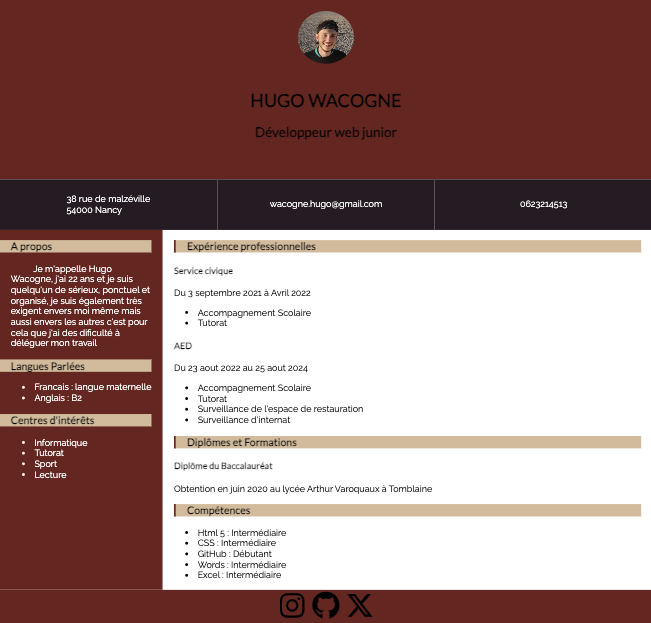 HUGO WACOGNE
Développeur web junior
38 rue de malzéville
54000 Nancy
wacogne.hugo@gmail.com
0623214513
A propos
Je m'appelle Hugo
Wacogne, j'ai 22 ans et je suis
quelqu'un de sérieux, ponctuel et
organisé, je suis également très
exigent envers moi même mais
aussi envers les autres c'est pour
cela que j'ai des dificulté à
déléguer mon travail
Langues Parlées
Francais : langue maternelle
Anglais : B2
Centres d'intérêts
Informatique
Tutorat
Sport
Lecture
Expérience professionnelles
Service civique
Du 3 septembre 2021 à Avril 2022
Accompagnement Scolaire
Tutorat
AED
Du 23 aout 2022 au 25 aout 2024
Accompagnement Scolaire
Tutorat
Surveillance de l'espace de restauration
Surveillance d'internat
Diplômes et Formations
Diplôme du Baccalauréat
Obtention en juin 2020 au lycée Arthur Varoquaux à Tomblaine
Compétences
Html 5 : Intermédiaire
CSS : Intermédiaire
GitHub : Débutant
Words : Intermédiaire
Excel : Intermédiaire